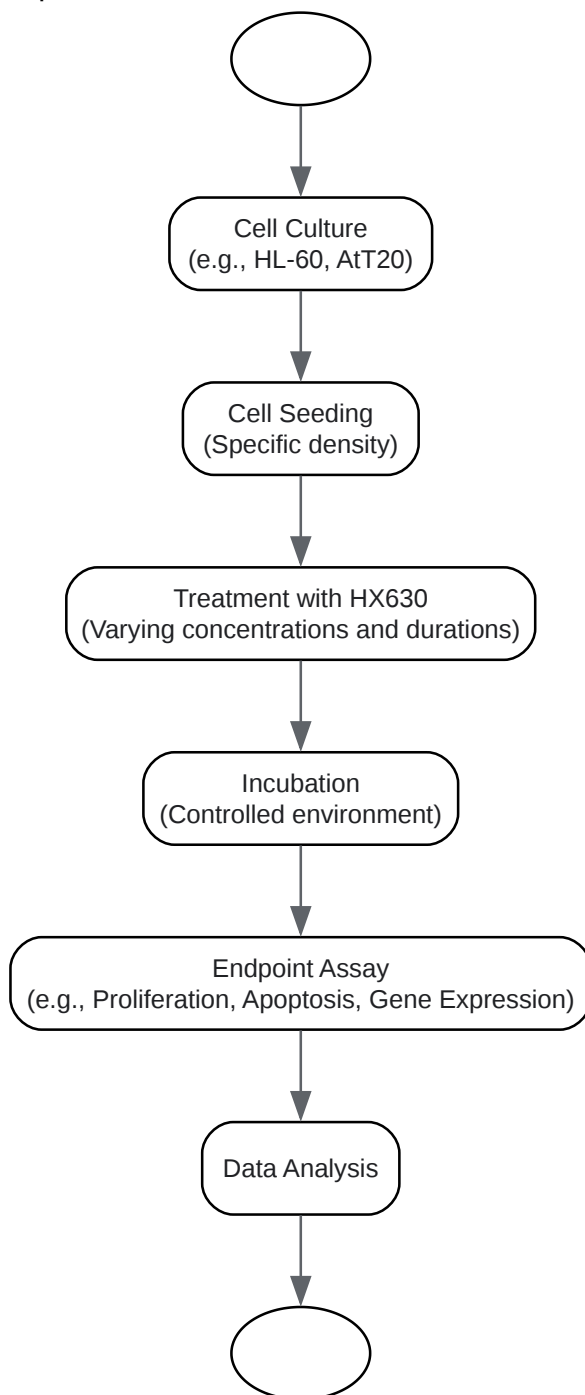 Cell Culture
(e.g., HL-60, AtT20)
Cell Seeding
(Specific density)
Treatment with HX630
(Varying concentrations and durations)
Incubation
(Controlled environment)
Endpoint Assay
(e.g., Proliferation, Apoptosis, Gene Expression)
Data Analysis